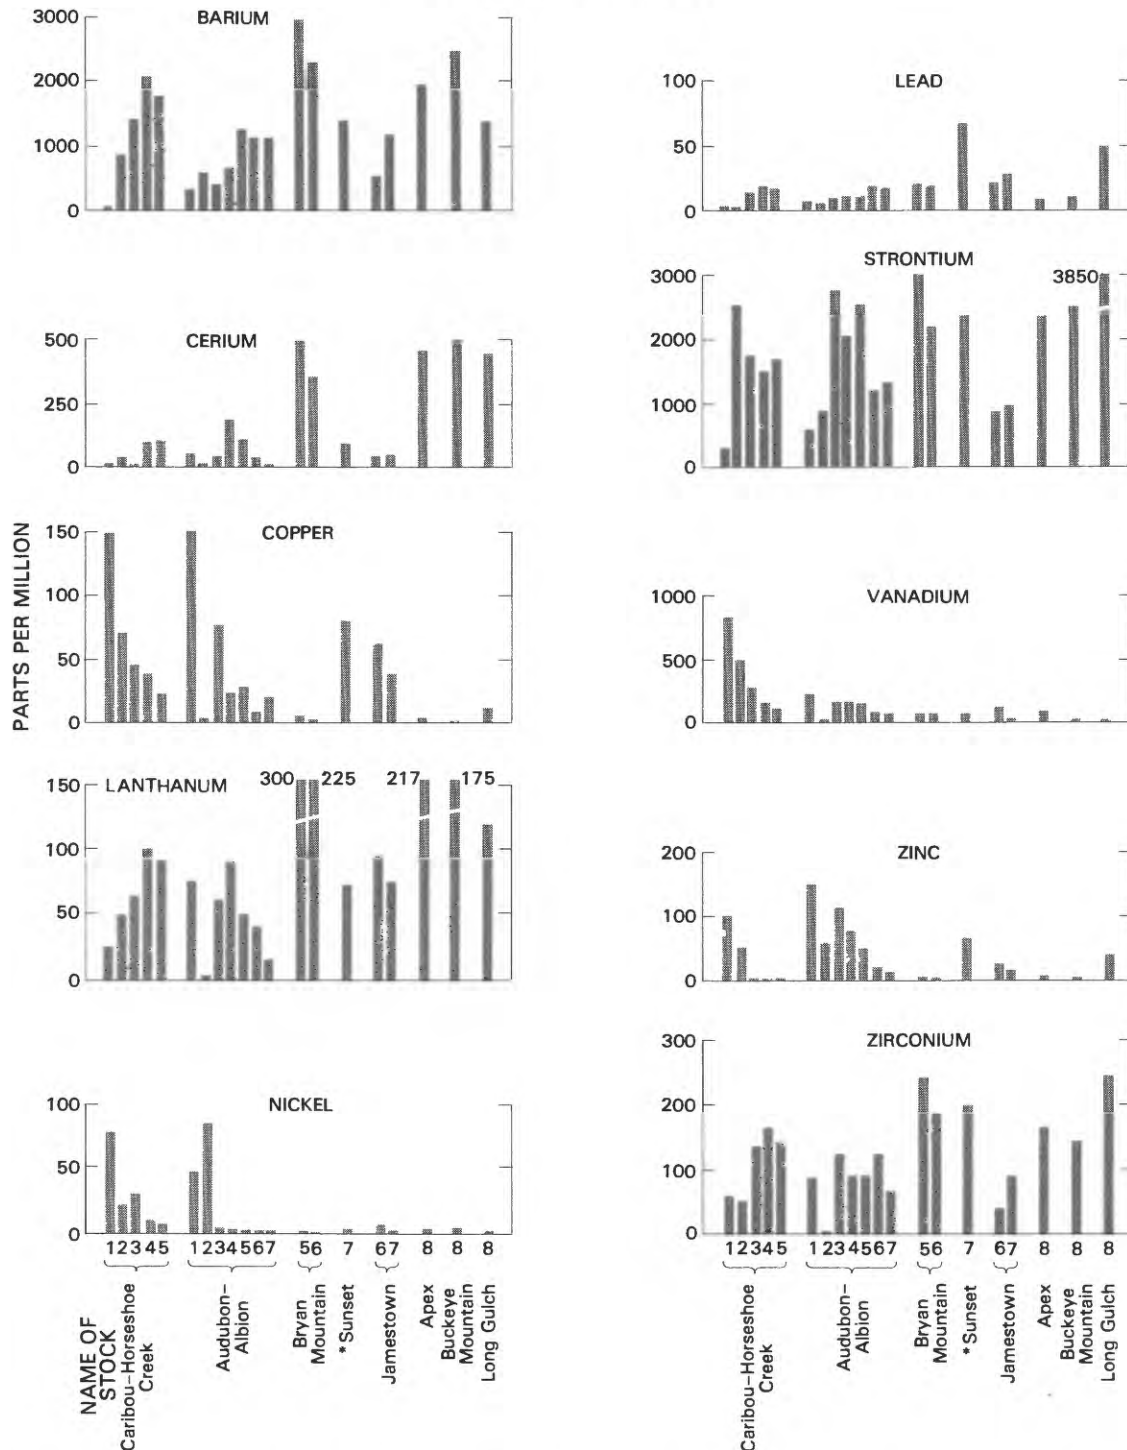 PARTS PER MILLION
BARIUM
3000
2000
1000
0
CERIUM
500
250
0
COPPER
150
100
50
0
LANTHANUM
300 225 217 175
150
100
50
0
NICKEL
100
50
0
12345 1234567 56 7 67 8 8 8
NAME OF
STOCK
Caribou–Horseshoe
Creek
Audubon–
Albion
Bryan
Mountain
*Sunset
Jamestown
Apex
Buckeye
Mountain
Long Gulch
LEAD
100
50
0
STRONTIUM
3850
3000
2000
1000
0
VANADIUM
1000
500
0
ZINC
200
100
0
ZIRCONIUM
300
200
100
0
12345 1234567 56 7 67 8 8 8
Caribou–Horseshoe
Creek
Audubon–
Albion
Bryan
Mountain
*Sunset
Jamestown
Apex
Buckeye
Mountain
Long Gulch